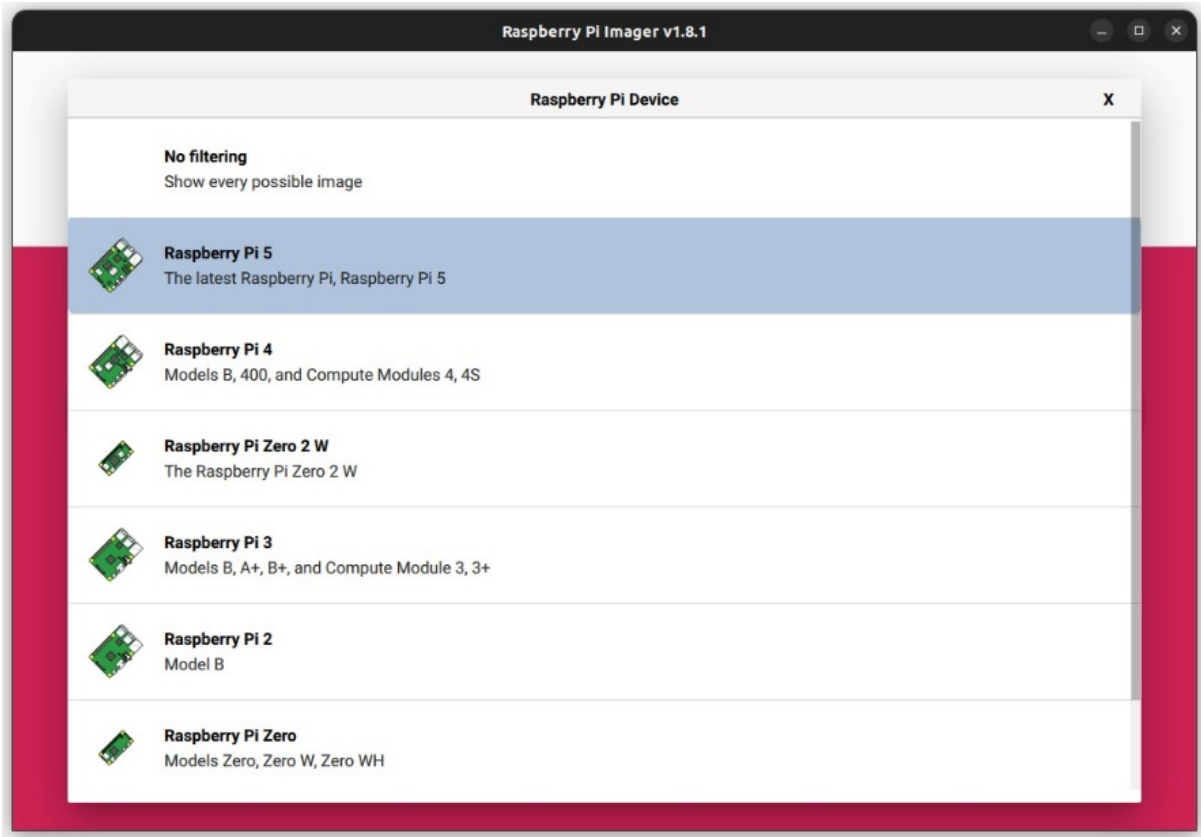 Raspberry Pi Imager v1.8.1
Raspberry Pi Device
X
No filtering
Show every possible image
Raspberry Pi 5
The latest Raspberry Pi, Raspberry Pi 5
Raspberry Pi 4
Models B, 400, and Compute Modules 4, 4S
Raspberry Pi Zero 2 W
The Raspberry Pi Zero 2 W
Raspberry Pi 3
Models B, A+, B+, and Compute Module 3, 3+
Raspberry Pi 2
Model B
Raspberry Pi Zero
Models Zero, Zero W, Zero WH